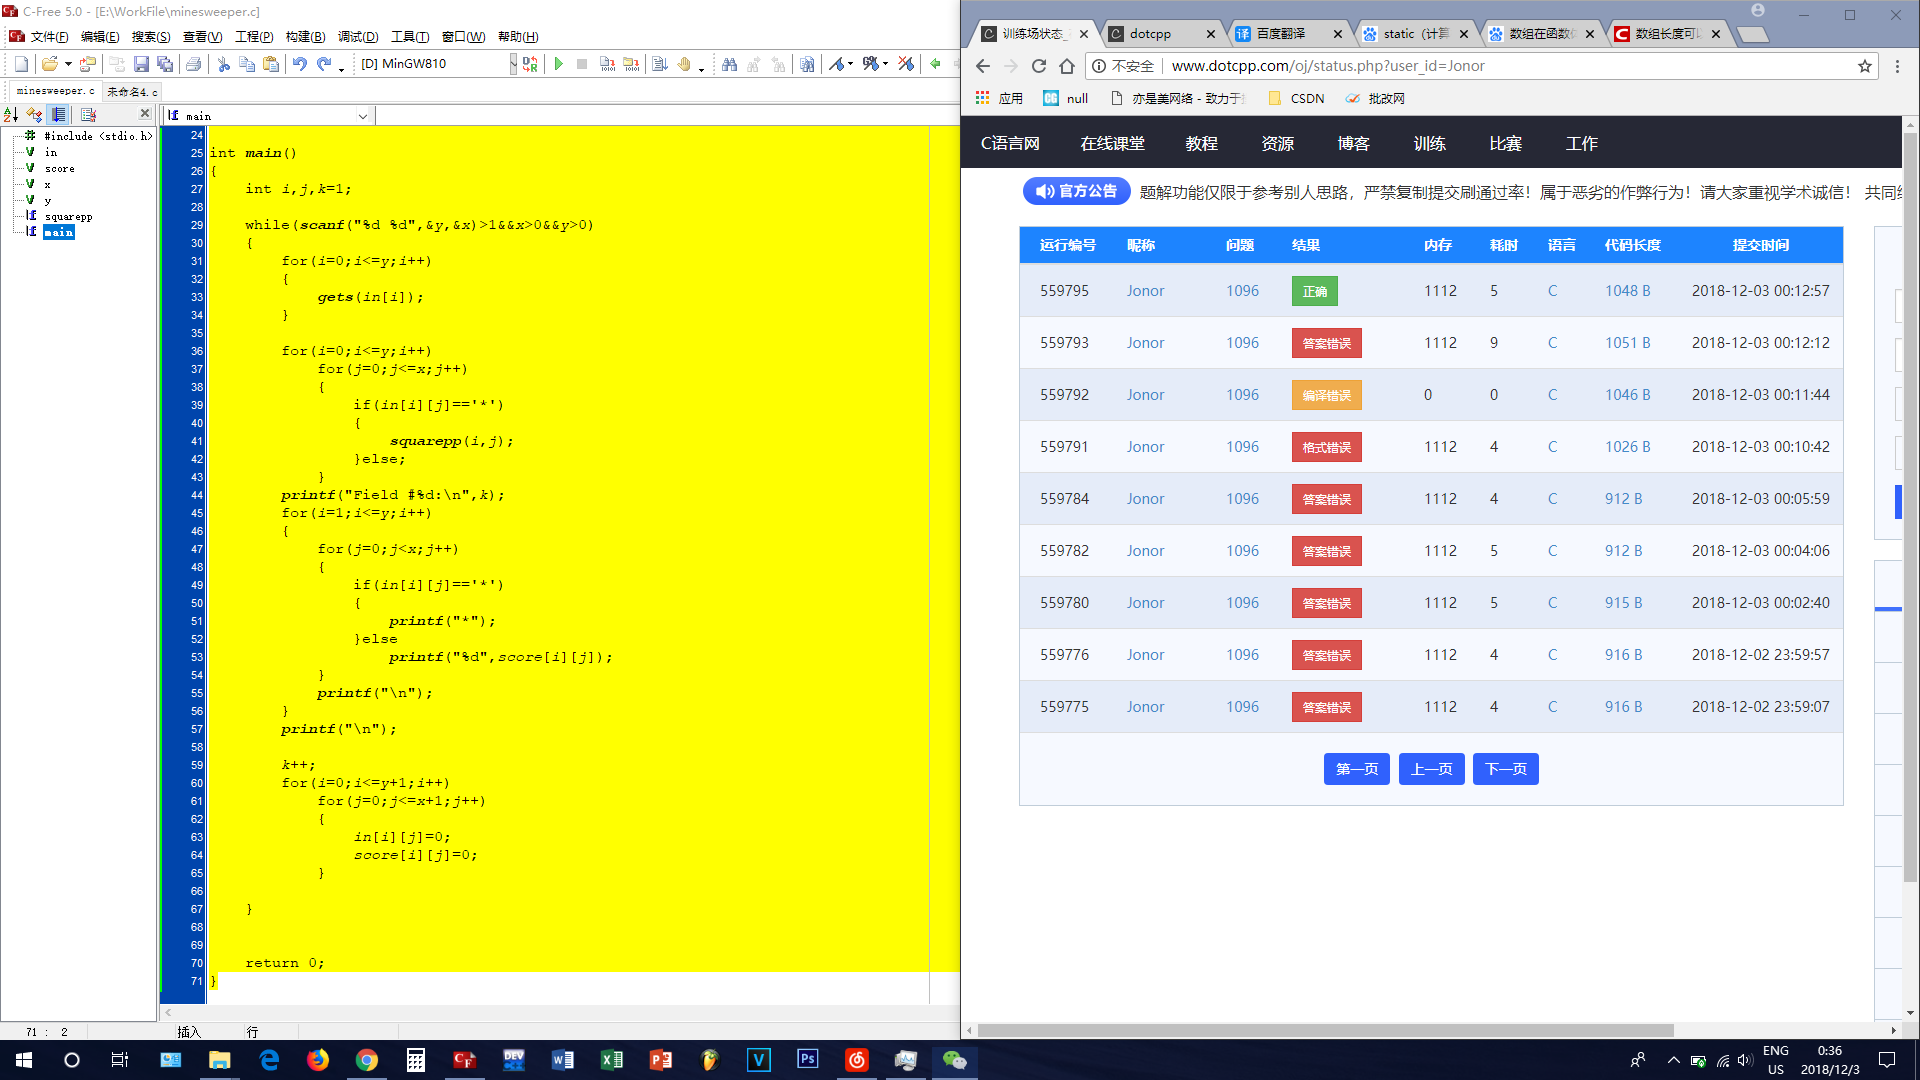 C-Free 5.0 - [E:\WorkFile\minesweeper.c]
文件(F) 编辑(E) 搜索(S) 查看(V) 工程(P) 构建(B) 调试(D) 工具(T) 窗口(W) 帮助(H)
[D] MinGW810
minesweeper.c 未命名4.c
main
#include <stdio.h>
in
score
x
y
squarepp
main
24
25 int main()
26 {
27 int i,j,k=1;
28
29 while(scanf("%d %d",&y,&x)>1&&x>0&&y>0)
30 {
31 for(i=0;i<=y;i++)
32 {
33 gets(in[i]);
34 }
35
36 for(i=0;i<=y;i++)
37 for(j=0;j<=x;j++)
38 {
39 if(in[i][j]=='*')
40 {
41 squarepp(i,j);
42 }else;
43 }
44 printf("Field #%d:\n",k);
45 for(i=1;i<=y;i++)
46 {
47 for(j=0;j<x;j++)
48 {
49 if(in[i][j]=='*')
50 {
51 printf("*");
52 }else
53 printf("%d",score[i][j]);
54 }
55 printf("\n");
56 }
57 printf("\n");
58
59 k++;
60 for(i=0;i<=y+1;i++)
61 for(j=0;j<=x+1;j++)
62 {
63 in[i][j]=0;
64 score[i][j]=0;
65 }
66
67 }
68
69
70 return 0;
71 }
71 : 2 插入 行
训练场状态_ dotcpp 百度翻译 static（计算 数组在函数 数组长度可
不安全 www.dotcpp.com/oj/status.php?user_id=Jonor
应用 null 亦是美网络 - 致力于 CSDN 批改网
C语言网 在线课堂 教程 资源 博客 训练 比赛 工作
官方公告 题解功能仅限于参考别人思路，严禁复制提交刷通过率！属于恶劣的作弊行为！请大家重视学术诚信！ 共同
运行编号 昵称 问题 结果 内存 耗时 语言 代码长度 提交时间
559795 Jonor 1096 正确 1112 5 C 1048 B 2018-12-03 00:12:57
559793 Jonor 1096 答案错误 1112 9 C 1051 B 2018-12-03 00:12:12
559792 Jonor 1096 编译错误 0 0 C 1046 B 2018-12-03 00:11:44
559791 Jonor 1096 格式错误 1112 4 C 1026 B 2018-12-03 00:10:42
559784 Jonor 1096 答案错误 1112 4 C 912 B 2018-12-03 00:05:59
559782 Jonor 1096 答案错误 1112 5 C 912 B 2018-12-03 00:04:06
559780 Jonor 1096 答案错误 1112 5 C 915 B 2018-12-03 00:02:40
559776 Jonor 1096 答案错误 1112 4 C 916 B 2018-12-02 23:59:57
559775 Jonor 1096 答案错误 1112 4 C 916 B 2018-12-02 23:59:07
第一页 上一页 下一页
ENG 0:36
US 2018/12/3